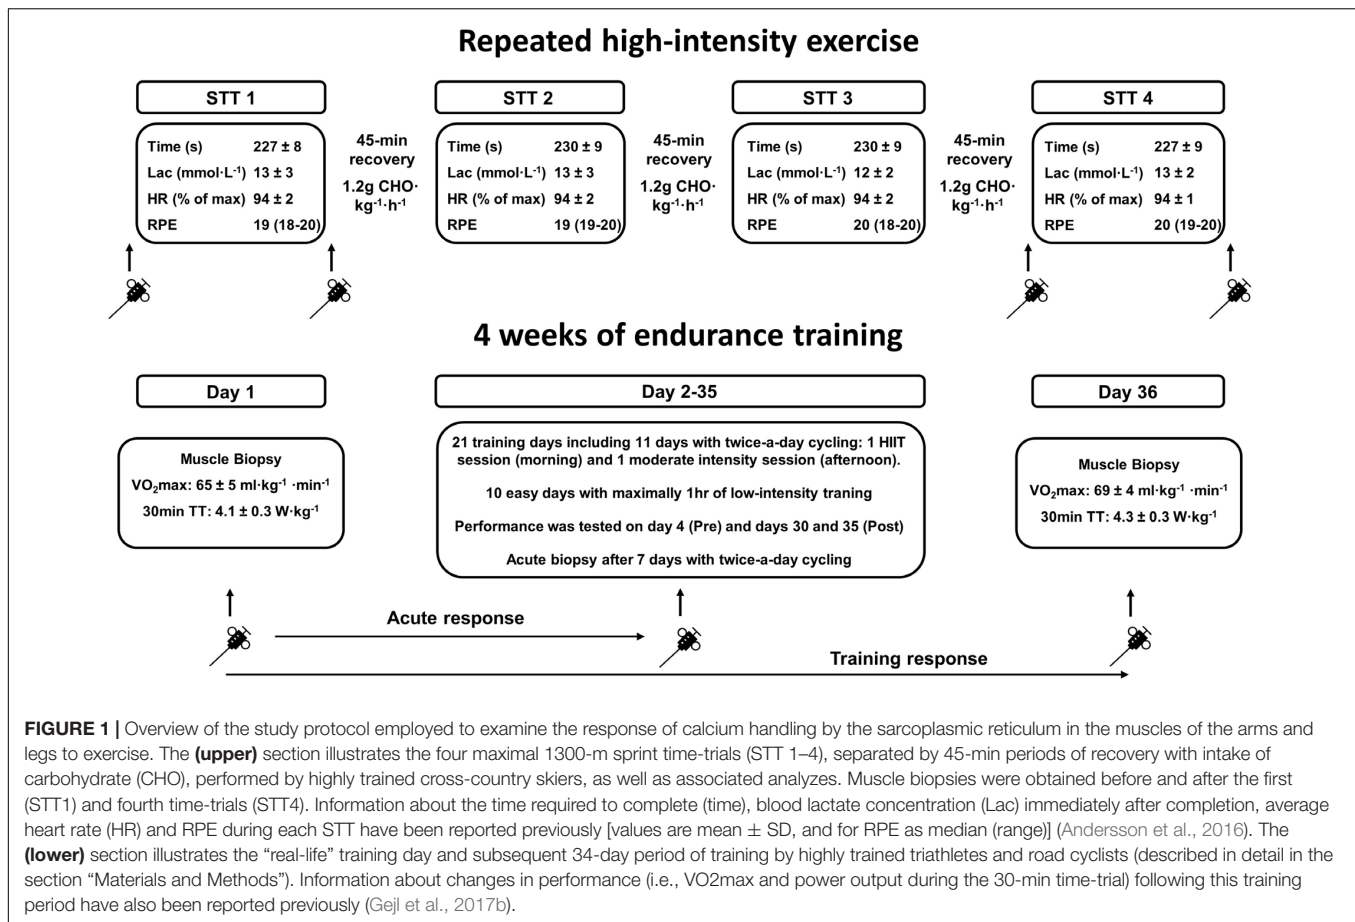 Repeated high-intensity exercise
STT 1
Time (s) 227 ± 8
Lac (mmol·L⁻¹) 13 ± 3
HR (% of max) 94 ± 2
RPE 19 (18-20)
45-min
recovery
1.2g CHO·
kg⁻¹·h⁻¹
STT 2
Time (s) 230 ± 9
Lac (mmol·L⁻¹) 13 ± 3
HR (% of max) 94 ± 2
RPE 19 (19-20)
45-min
recovery
1.2g CHO·
kg⁻¹·h⁻¹
STT 3
Time (s) 230 ± 9
Lac (mmol·L⁻¹) 12 ± 2
HR (% of max) 94 ± 2
RPE 20 (18-20)
45-min
recovery
1.2g CHO·
kg⁻¹·h⁻¹
STT 4
Time (s) 227 ± 9
Lac (mmol·L⁻¹) 13 ± 2
HR (% of max) 94 ± 1
RPE 20 (19-20)
4 weeks of endurance training
Day 1
Muscle Biopsy
VO₂max: 65 ± 5 ml·kg⁻¹ ·min⁻¹
30min TT: 4.1 ± 0.3 W·kg⁻¹
Day 2-35
21 training days including 11 days with twice-a-day cycling: 1 HIIT
session (morning) and 1 moderate intensity session (afternoon).
10 easy days with maximally 1hr of low-intensity traning
Performance was tested on day 4 (Pre) and days 30 and 35 (Post)
Acute biopsy after 7 days with twice-a-day cycling
Day 36
Muscle Biopsy
VO₂max: 69 ± 4 ml·kg⁻¹ ·min⁻¹
30min TT: 4.3 ± 0.3 W·kg⁻¹
Acute response
Training response
FIGURE 1 | Overview of the study protocol employed to examine the response of calcium handling by the sarcoplasmic reticulum in the muscles of the arms and
legs to exercise. The (upper) section illustrates the four maximal 1300-m sprint time-trials (STT 1–4), separated by 45-min periods of recovery with intake of
carbohydrate (CHO), performed by highly trained cross-country skiers, as well as associated analyzes. Muscle biopsies were obtained before and after the first
(STT1) and fourth time-trials (STT4). Information about the time required to complete (time), blood lactate concentration (Lac) immediately after completion, average
heart rate (HR) and RPE during each STT have been reported previously [values are mean ± SD, and for RPE as median (range)] (Andersson et al., 2016). The
(lower) section illustrates the “real-life” training day and subsequent 34-day period of training by highly trained triathletes and road cyclists (described in detail in the
section “Materials and Methods”). Information about changes in performance (i.e., VO2max and power output during the 30-min time-trial) following this training
period have also been reported previously (Gejl et al., 2017b).